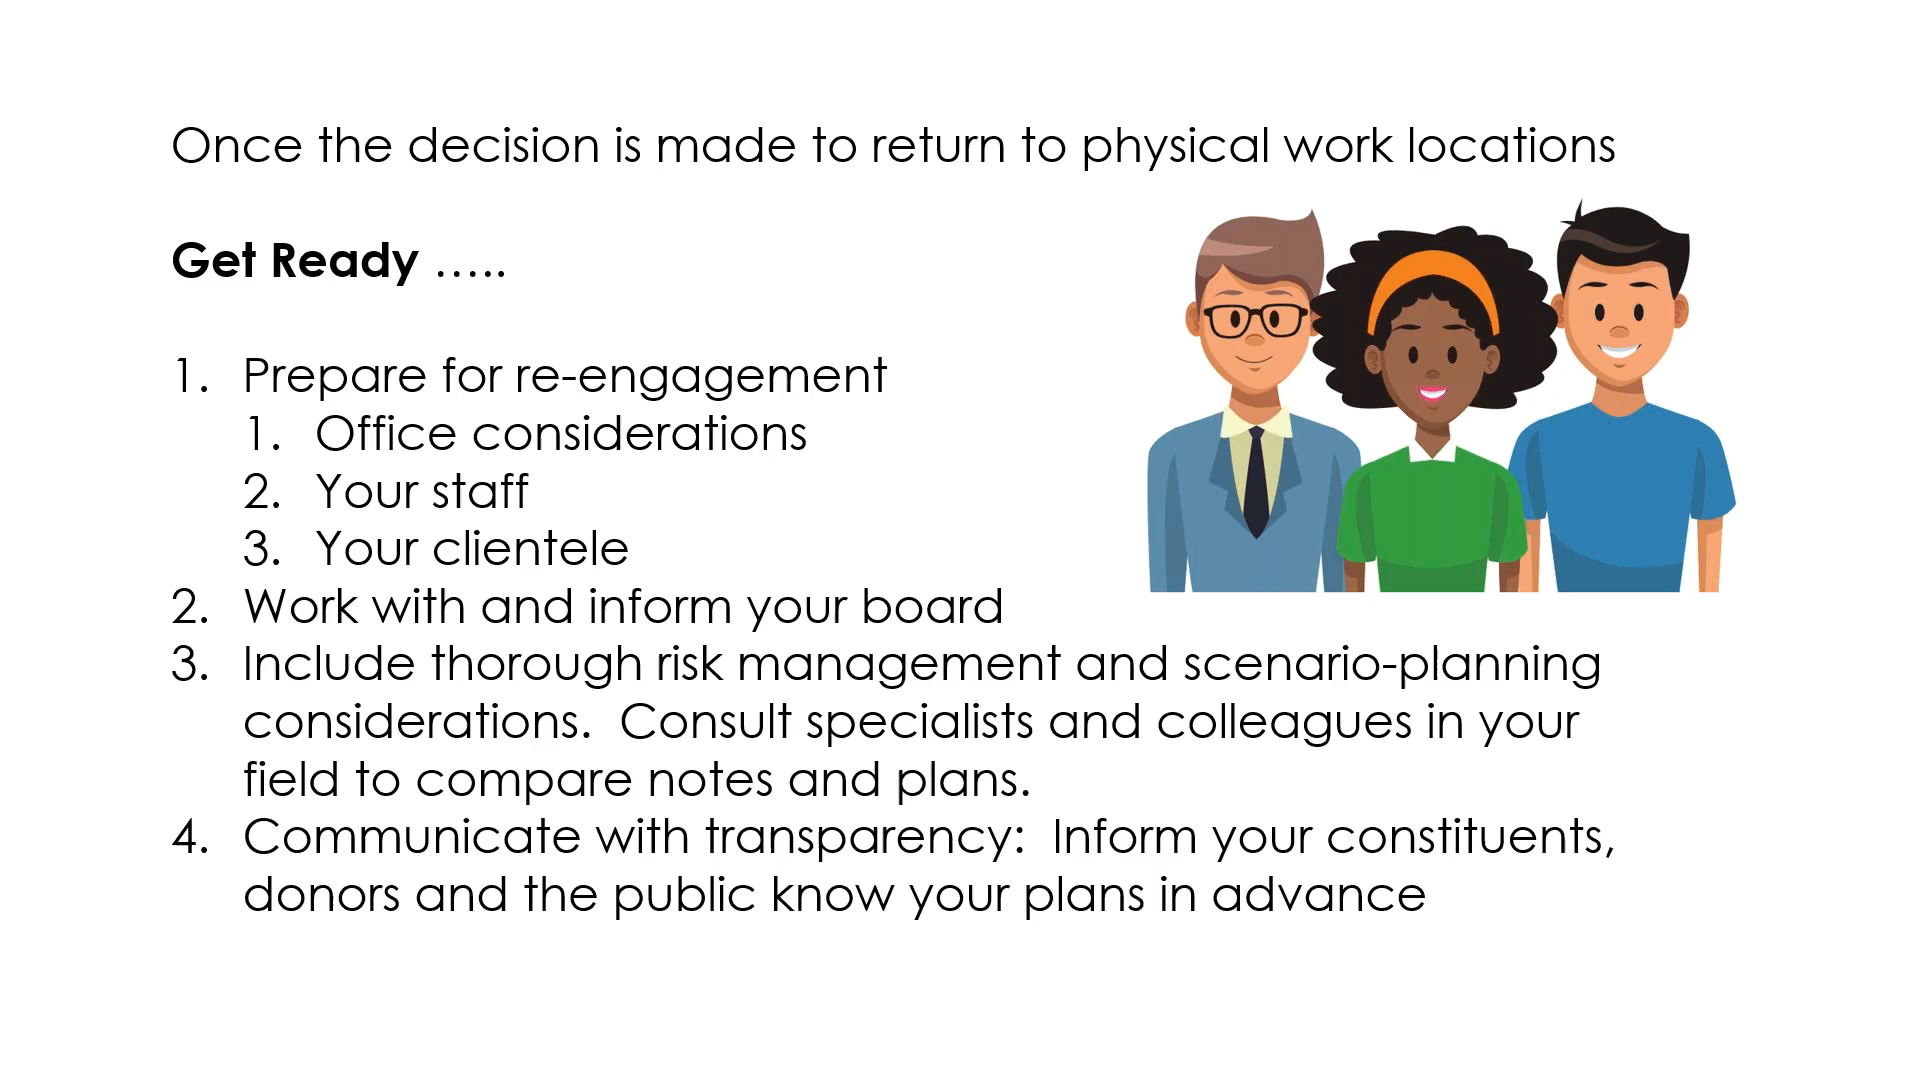 Once the decision is made to return to physical work locations
Get Ready …..
1. Prepare for re-engagement
1. Office considerations
2. Your staff
3. Your clientele
2. Work with and inform your board
3. Include thorough risk management and scenario-planning
considerations.  Consult specialists and colleagues in your
field to compare notes and plans.
4. Communicate with transparency:  Inform your constituents,
donors and the public know your plans in advance